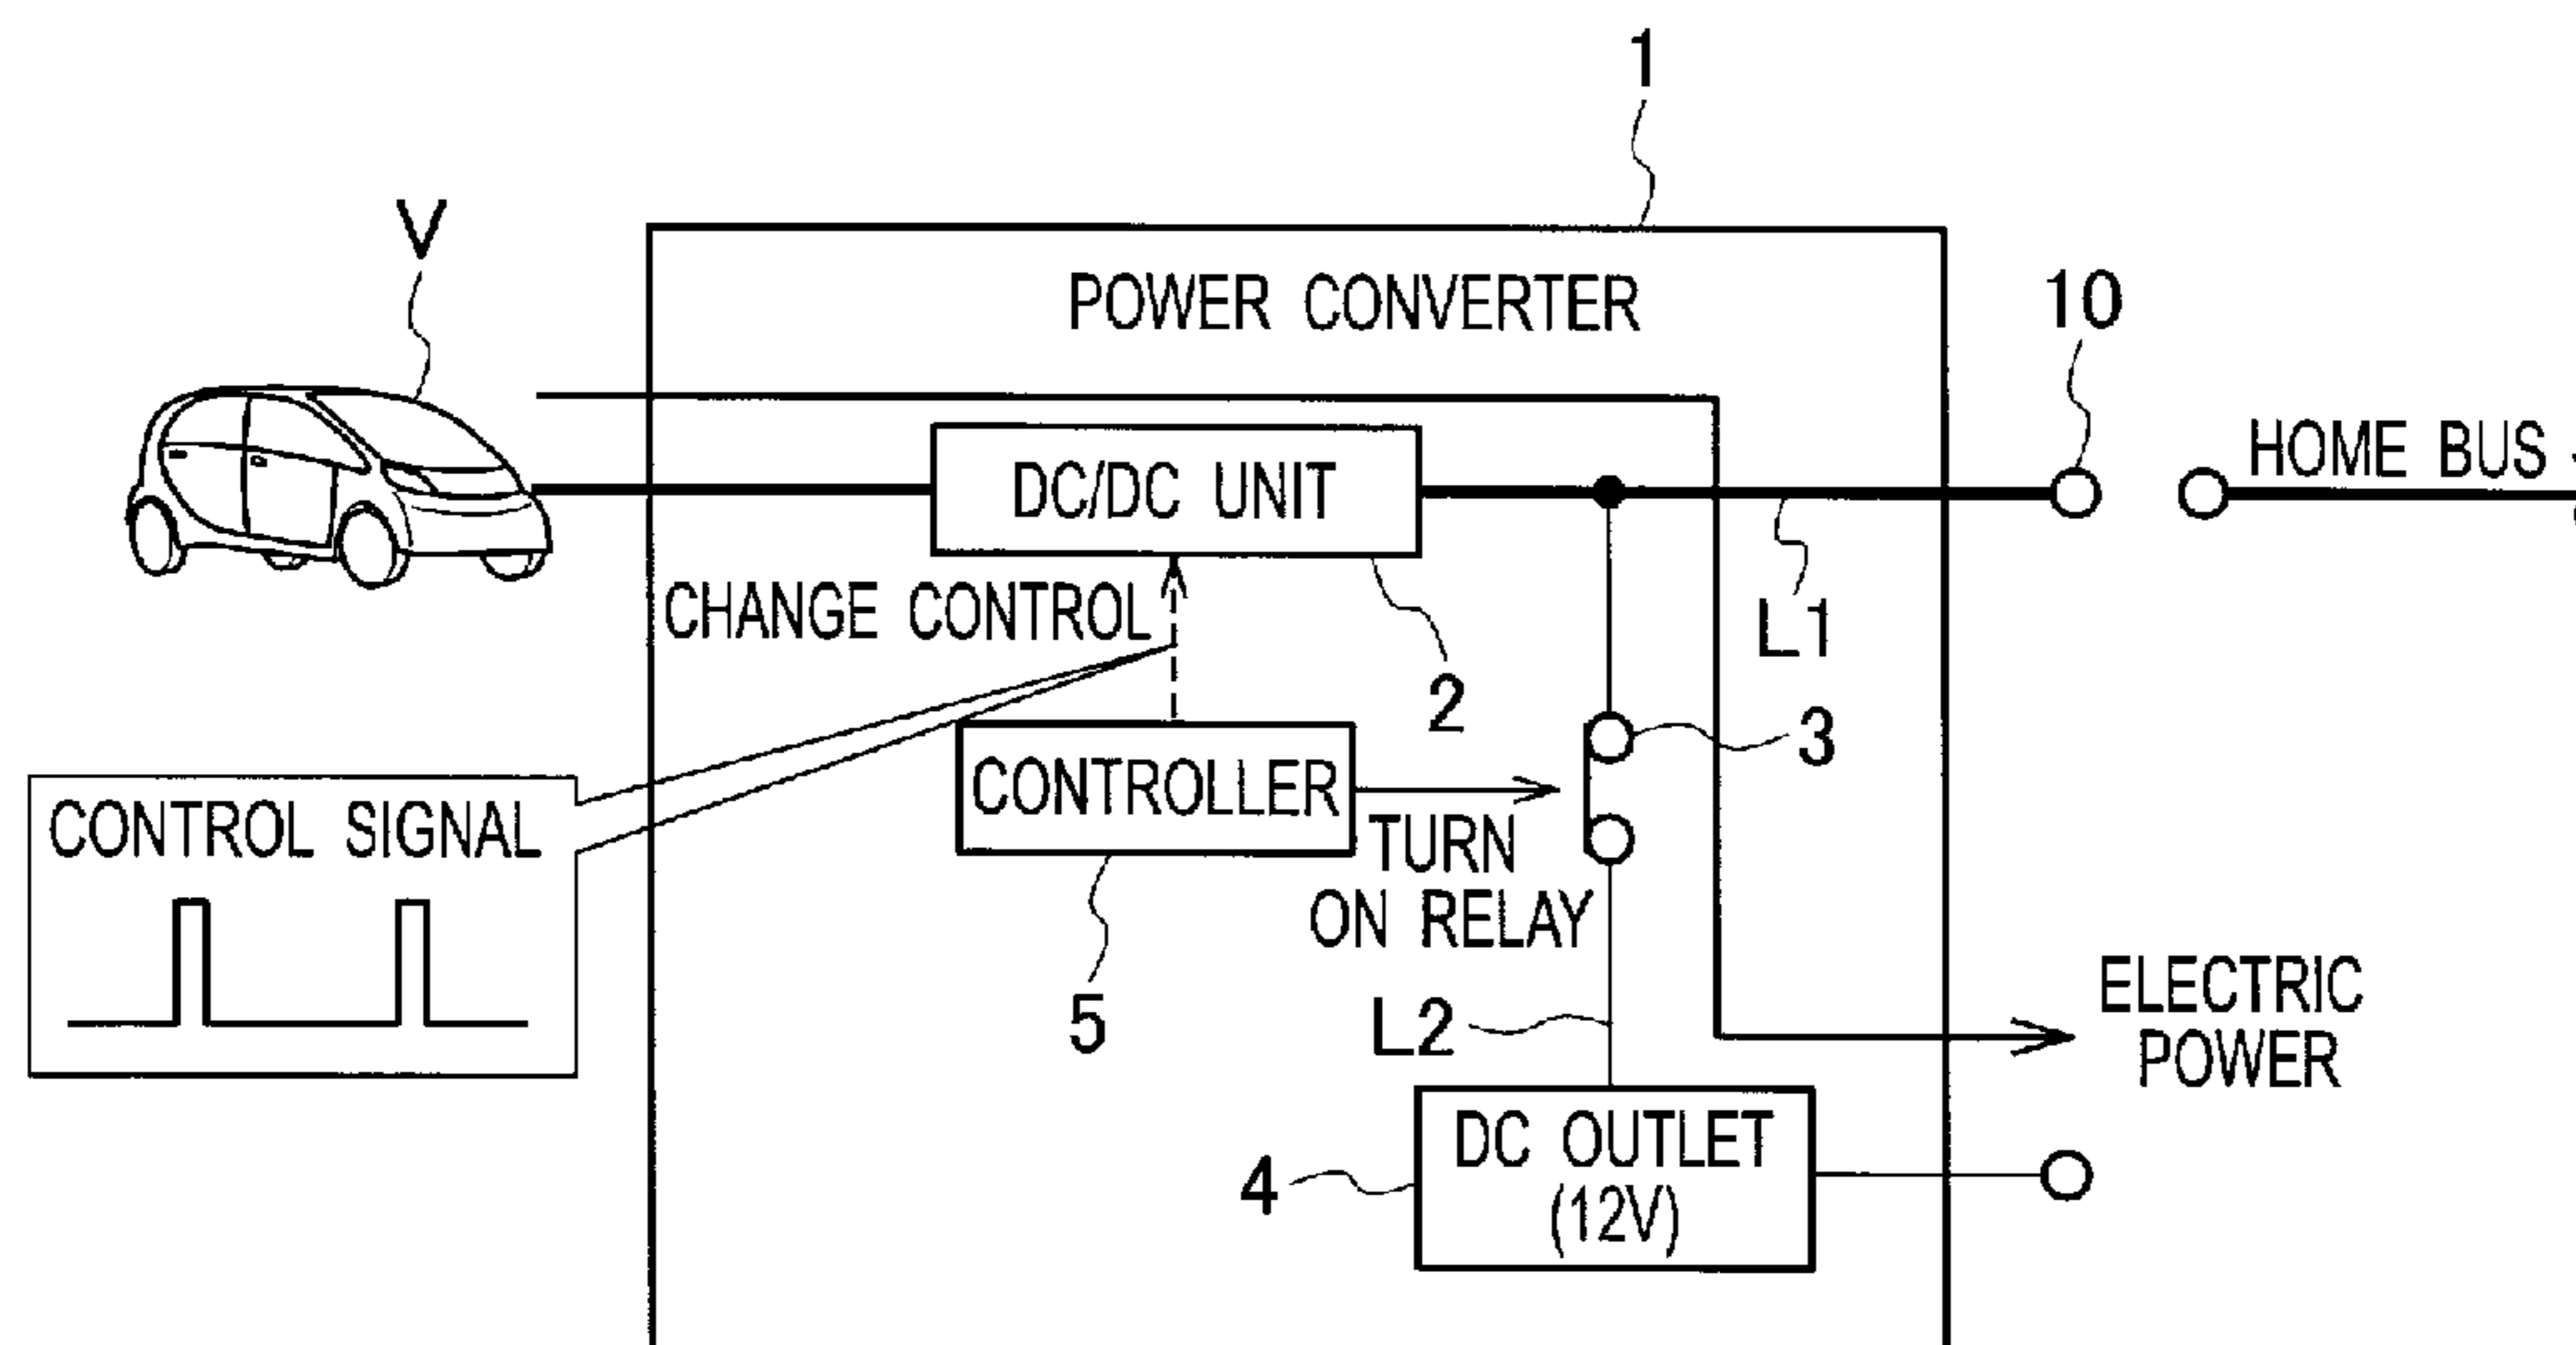 1
V
POWER CONVERTER
10
HOME BUS
DC/DC UNIT
CHANGE CONTROL
L1
2
3
CONTROLLER
CONTROL SIGNAL
TURN
ON RELAY
5
L2
ELECTRIC
POWER
DC OUTLET
(12V)
4